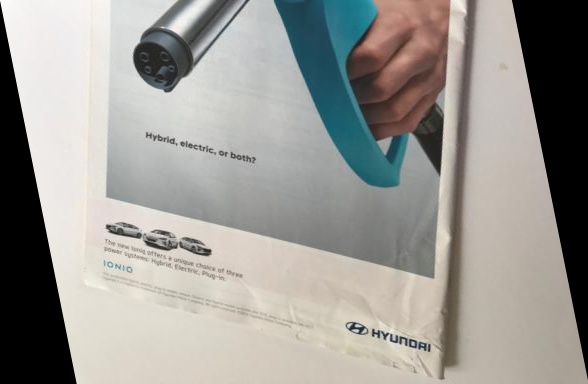 Hybrid, electric, or both?
The new Ioniq offers a unique choice of three
power systems: Hybrid, Electric, Plug-in.
IONIQ
HYUNDAI